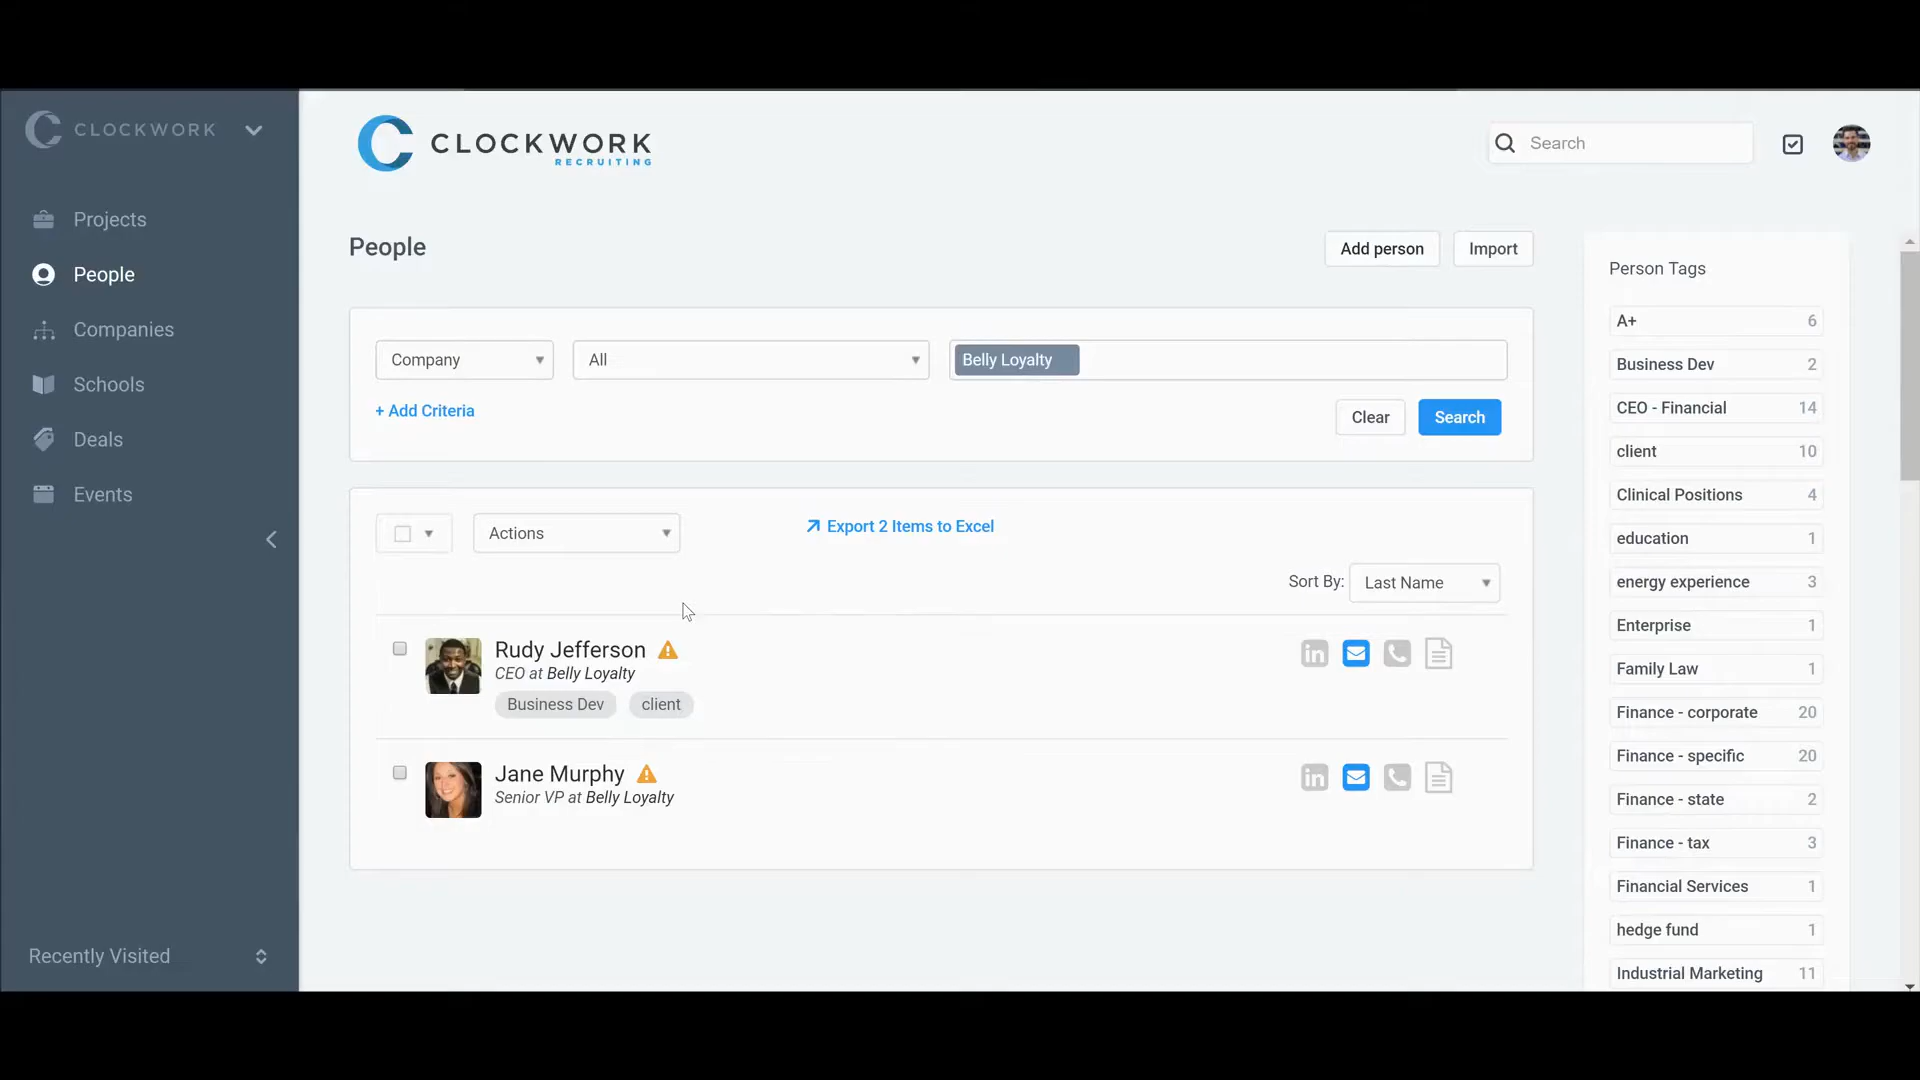 CLOCKWORK
Projects
People
Companies
Schools
Deals
Events
Recently Visited
CLOCKWORK
RECRUITING
Search
People
Add person
Import
Company
All
Belly Loyalty
+ Add Criteria
Clear
Search
Actions
Export 2 Items to Excel
Sort By: Last Name
Rudy Jefferson
CEO at Belly Loyalty
Business Dev client
Jane Murphy
Senior VP at Belly Loyalty
Person Tags
A+ 6
Business Dev 2
CEO - Financial 14
client 10
Clinical Positions 4
education 1
energy experience 3
Enterprise 1
Family Law 1
Finance - corporate 20
Finance - specific 20
Finance - state 2
Finance - tax 3
Financial Services 1
hedge fund 1
Industrial Marketing 11